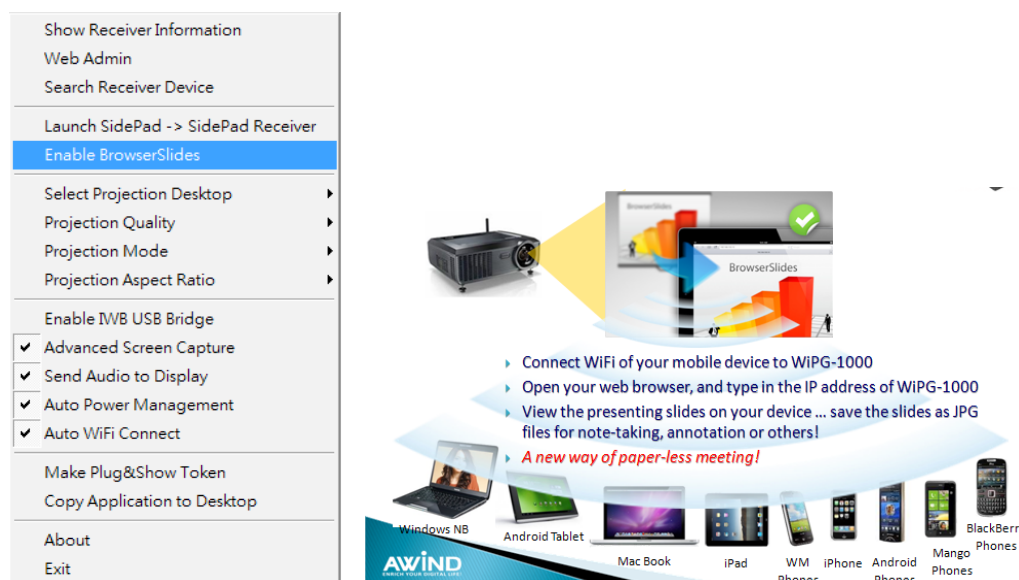 Show Receiver Information
Web Admin
Search Receiver Device
Launch SidePad -> SidePad Receiver
Enable BrowserSlides
Select Projection Desktop
Projection Quality
Projection Mode
Projection Aspect Ratio
Enable IWB USB Bridge
Advanced Screen Capture
Send Audio to Display
Auto Power Management
Auto WiFi Connect
Make Plug&Show Token
Copy Application to Desktop
About
Exit
BrowserSlides
BrowserSlides
Connect WiFi of your mobile device to WiPG-1000
Open your web browser, and type in the IP address of WiPG-1000
View the presenting slides on your device ... save the slides as JPG
files for note-taking, annotation or others!
A new way of paper-less meeting!
Windows NB
Android Tablet
Mac Book
iPad
WM
Phones
iPhone
Android
Phones
Mango
Phones
BlackBerr
Phones
AWiND
ENRICH YOUR DIGITAL LIFE!